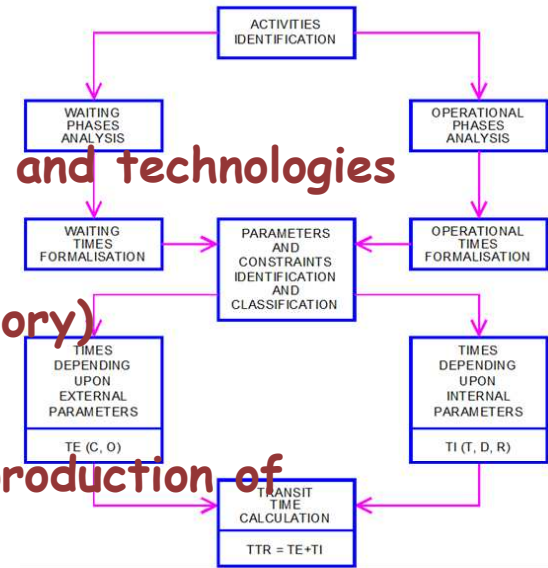 ACTIVITIES
IDENTIFICATION
WAITING
PHASES
ANALYSIS
OPERATIONAL
PHASES
ANALYSIS
and technologies
WAITING
TIMES
FORMALISATION
PARAMETERS
AND
CONSTRAINTS
IDENTIFICATION
AND
CLASSIFICATION
OPERATIONAL
TIMES
FORMALISATION
ory)
TIMES
DEPENDING
UPON
EXTERNAL
PARAMETERS
TE (C, O)
TIMES
DEPENDING
UPON
INTERNAL
PARAMETERS
TI (T, D, R)
production of
TRANSIT
TIME
CALCULATION
TTR = TE+TI